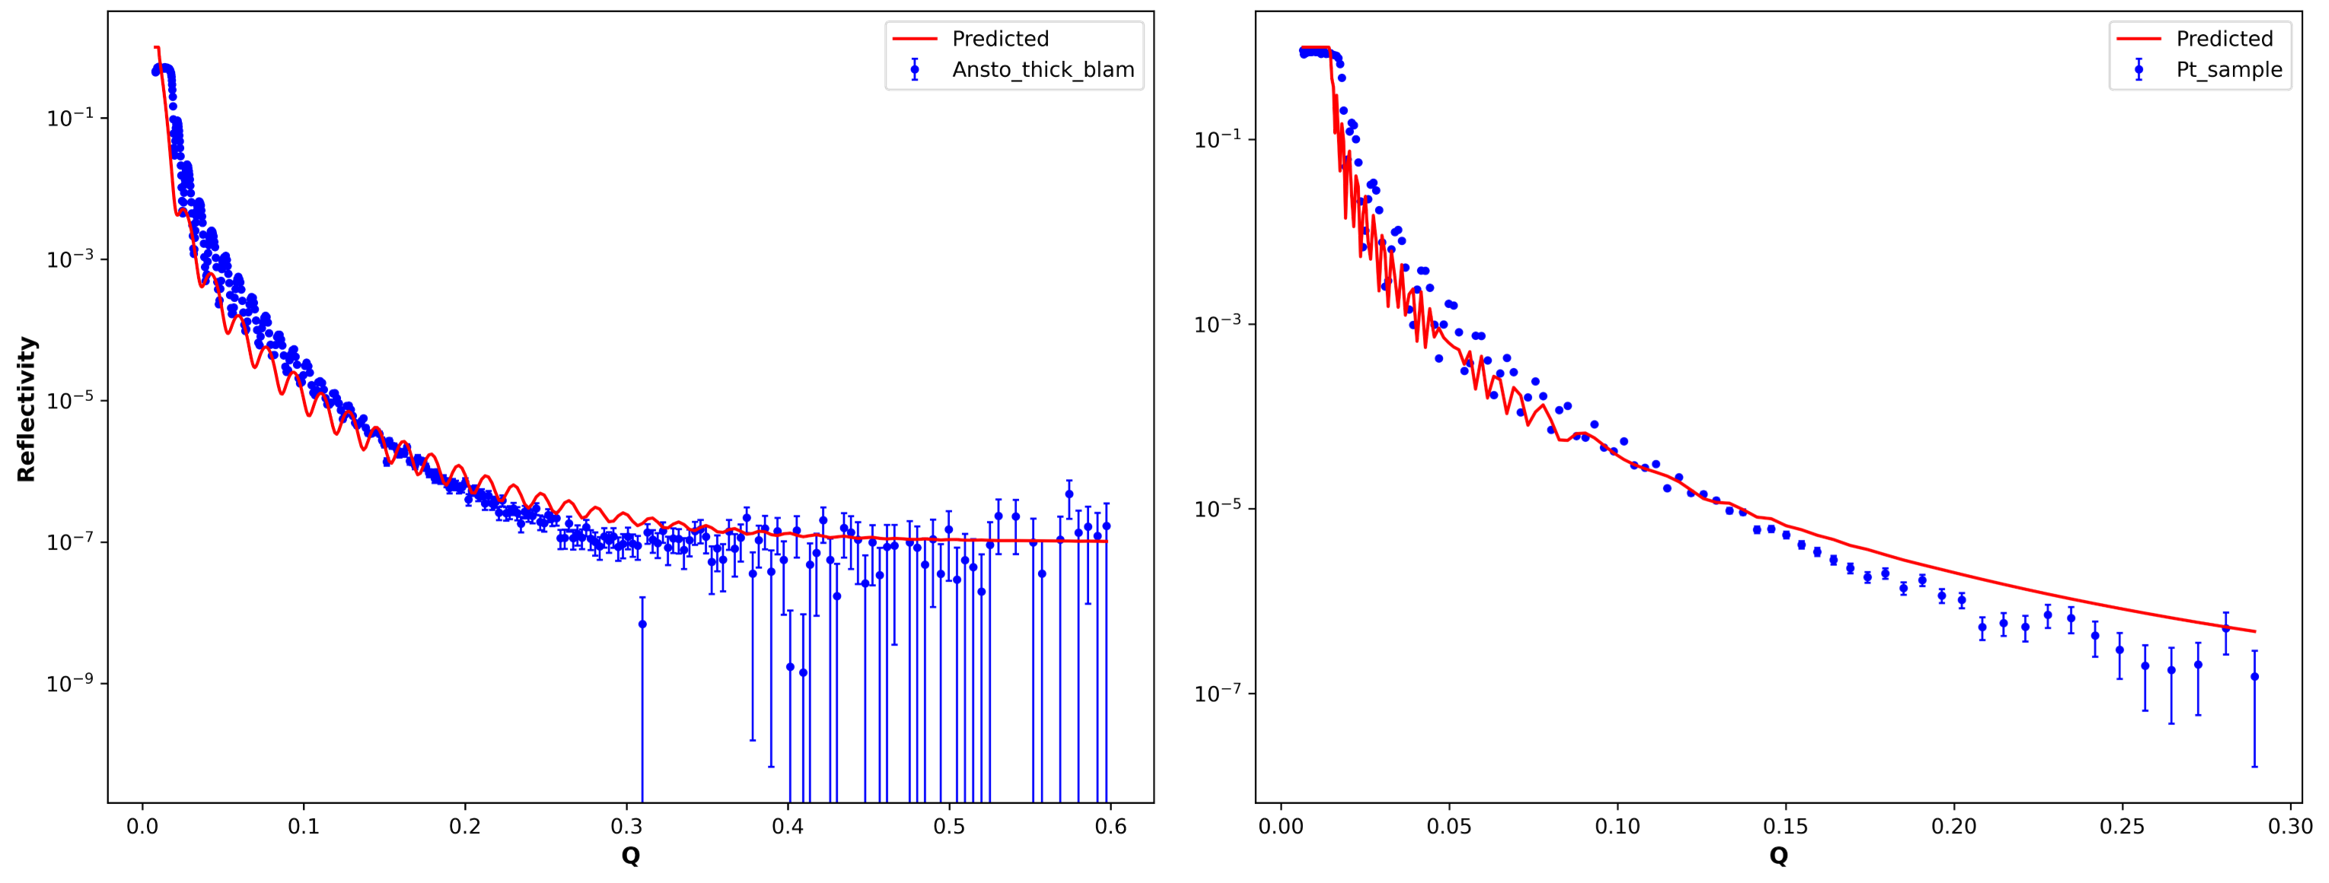 Predicted
Ansto_thick_blam
Reflectivity
10⁻¹
10⁻³
10⁻⁵
10⁻⁷
10⁻⁹
0.0 0.1 0.2 0.3 0.4 0.5 0.6
Q
Predicted
Pt_sample
10⁻¹
10⁻³
10⁻⁵
10⁻⁷
0.00 0.05 0.10 0.15 0.20 0.25 0.30
Q